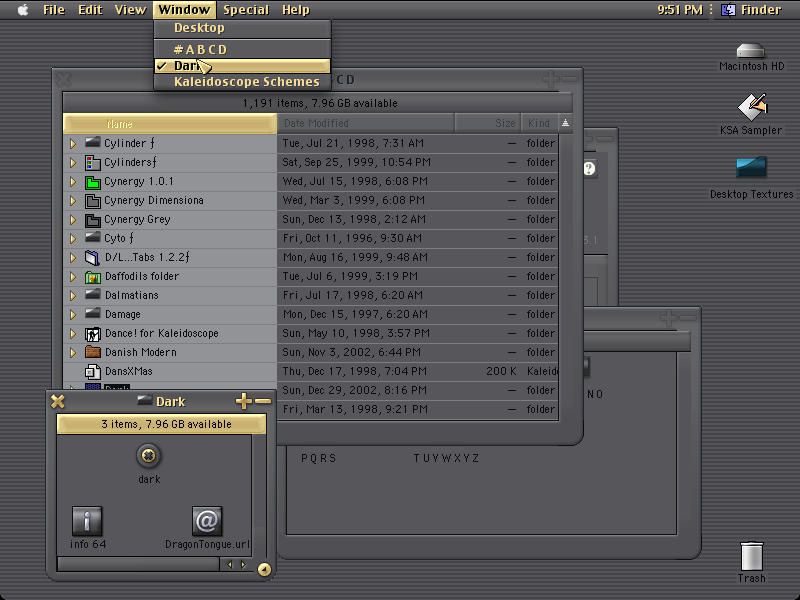 File Edit View Window Special Help 9:51 PM Finder
Desktop
#ABCD
Dark
Kaleidoscope Schemes
CD
1,191 items, 7.96 GB available
Name Date Modified Size Kind
Cylinder ƒ Tue, Jul 21, 1998, 7:31 AM — folder
Cylindersƒ Sat, Sep 25, 1999, 10:54 PM — folder
Cynergy 1.0.1 Wed, Jul 15, 1998, 6:08 PM — folder
Cynergy Dimensiona Wed, Mar 3, 1999, 6:08 PM — folder
Cynergy Grey Sun, Dec 13, 1998, 2:12 AM — folder
Cyto ƒ Fri, Oct 11, 1996, 9:30 AM — folder
D/L...Tabs 1.2.2ƒ Mon, Aug 16, 1999, 9:48 AM — folder
Daffodils folder Tue, Jul 6, 1999, 3:19 PM — folder
Dalmatians Fri, Jul 17, 1998, 6:20 AM — folder
Damage Mon, Dec 15, 1997, 6:20 AM — folder
Dance! for Kaleidoscope Sun, May 10, 1998, 3:57 PM — folder
Danish Modern Sun, Nov 3, 2002, 6:44 PM — folder
DansXMas Thu, Dec 17, 1998, 7:04 PM 200 K Kaleid
Dark Sun, Dec 29, 2002, 8:16 PM — folder
Fri, Mar 13, 1998, 9:21 PM — folder
Dark
3 items, 7.96 GB available
dark
info 64
DragonTongue.url
3.1
NO
PQRS
TUVWXYZ
Macintosh HD
KSA Sampler
Desktop Textures
Trash